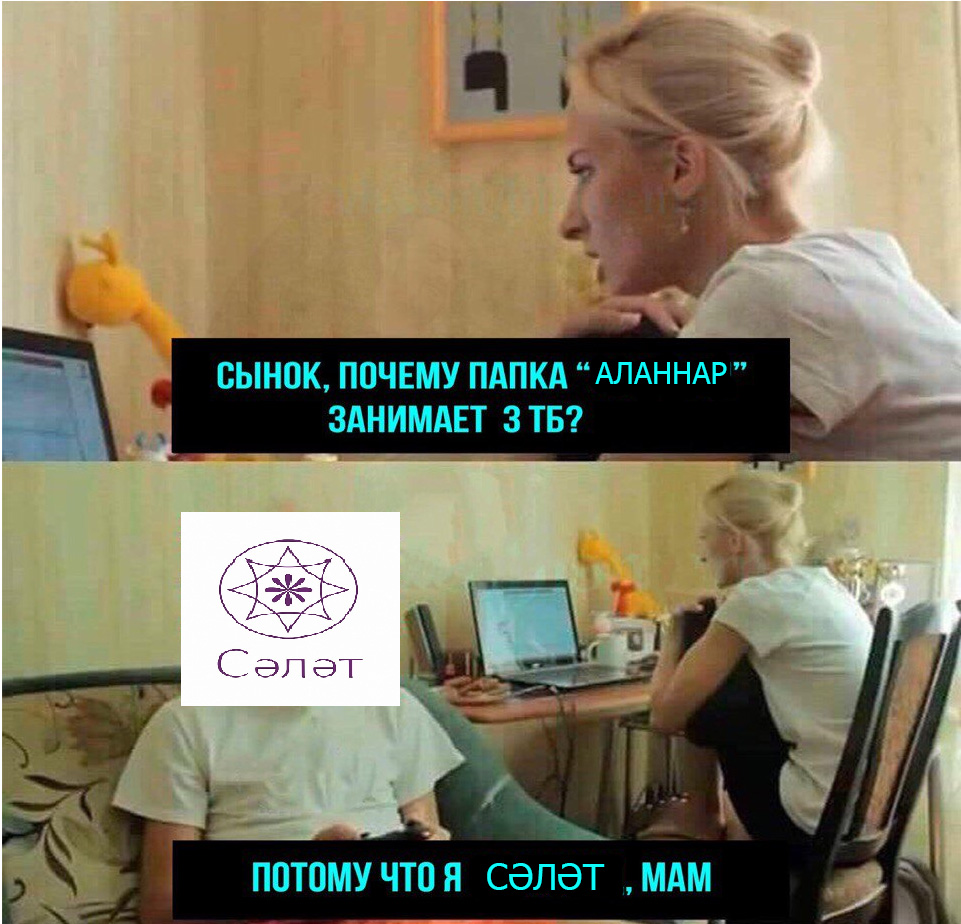 СЫНОК, ПОЧЕМУ ПАПКА “АЛАННАР”
ЗАНИМАЕТ 3 ТБ?
Сәләт
ПОТОМУ ЧТО Я СӘЛӘТ, МАМ